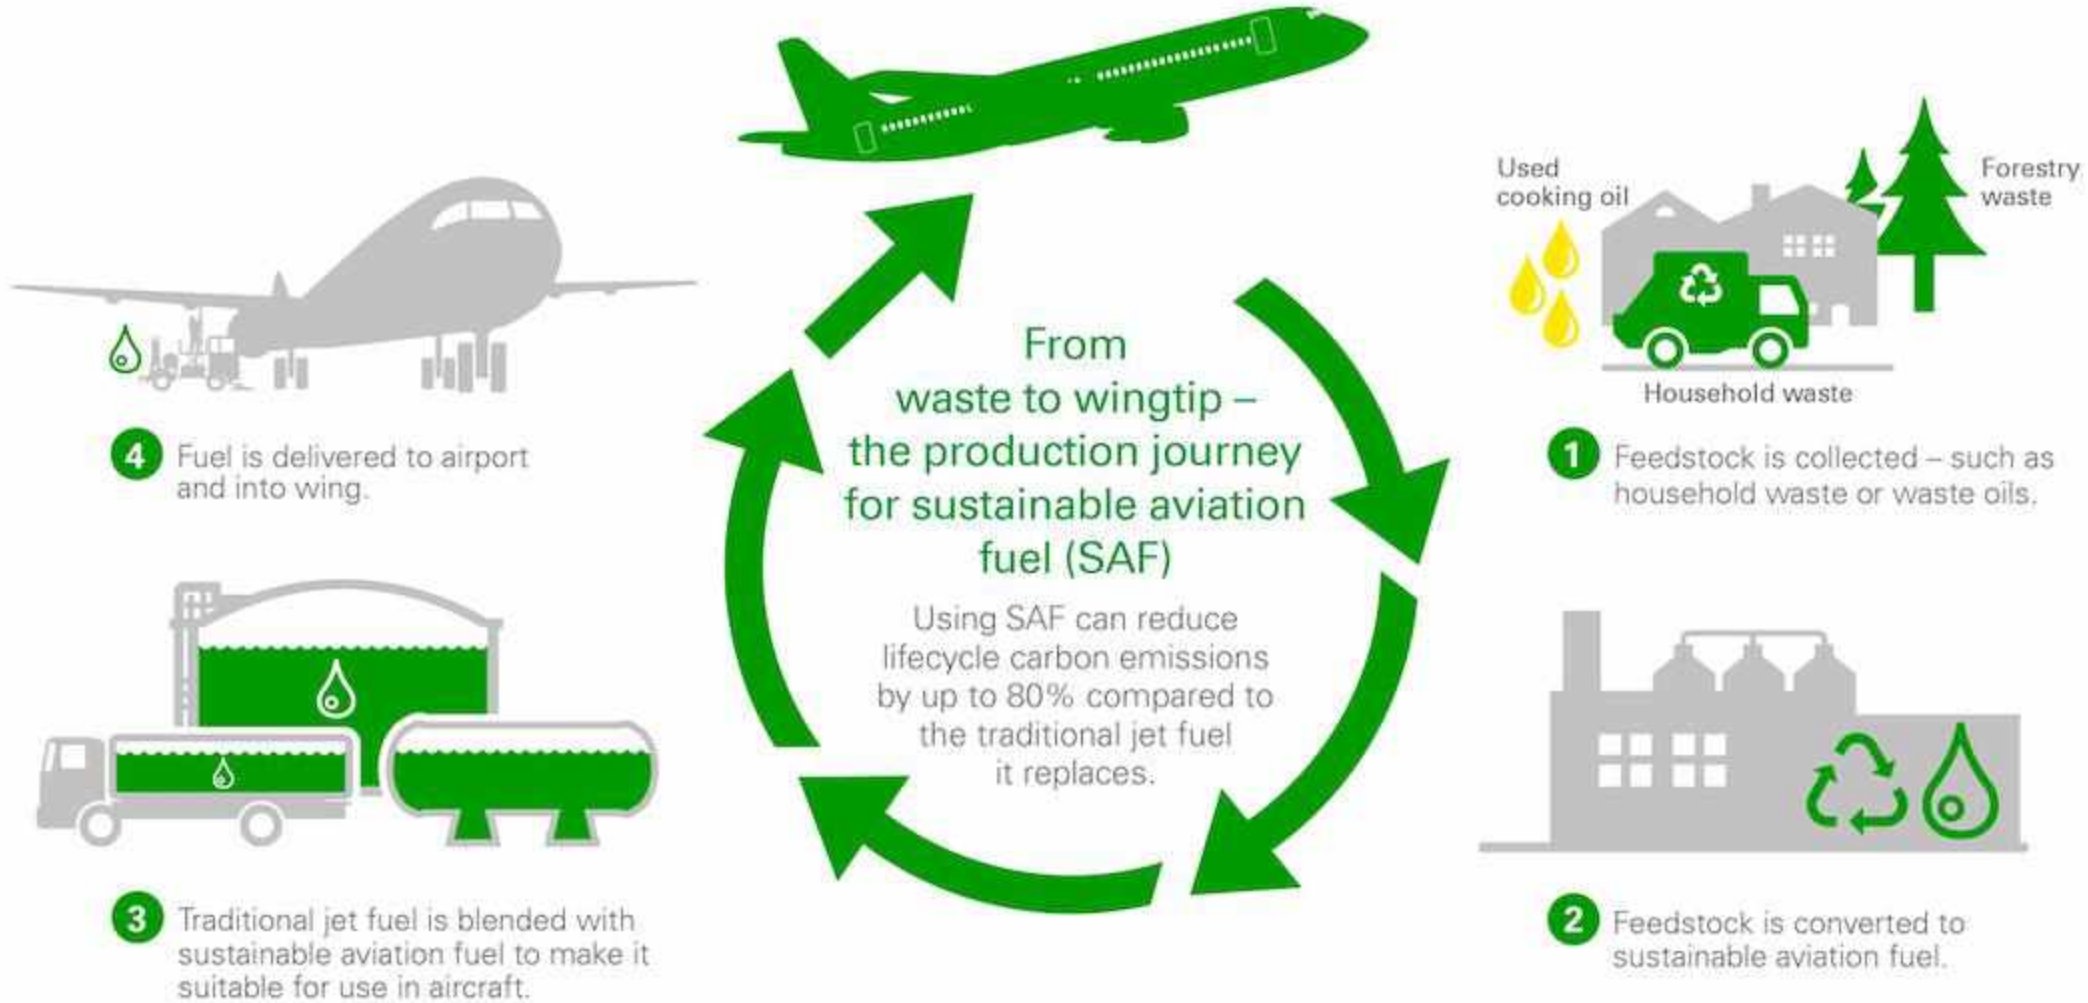 From
waste to wingtip –
the production journey
for sustainable aviation
fuel (SAF)
Using SAF can reduce
lifecycle carbon emissions
by up to 80% compared to
the traditional jet fuel
it replaces.
Used
cooking oil
Forestry
waste
Household waste
1 Feedstock is collected – such as
household waste or waste oils.
2 Feedstock is converted to
sustainable aviation fuel.
3 Traditional jet fuel is blended with
sustainable aviation fuel to make it
suitable for use in aircraft.
4 Fuel is delivered to airport
and into wing.